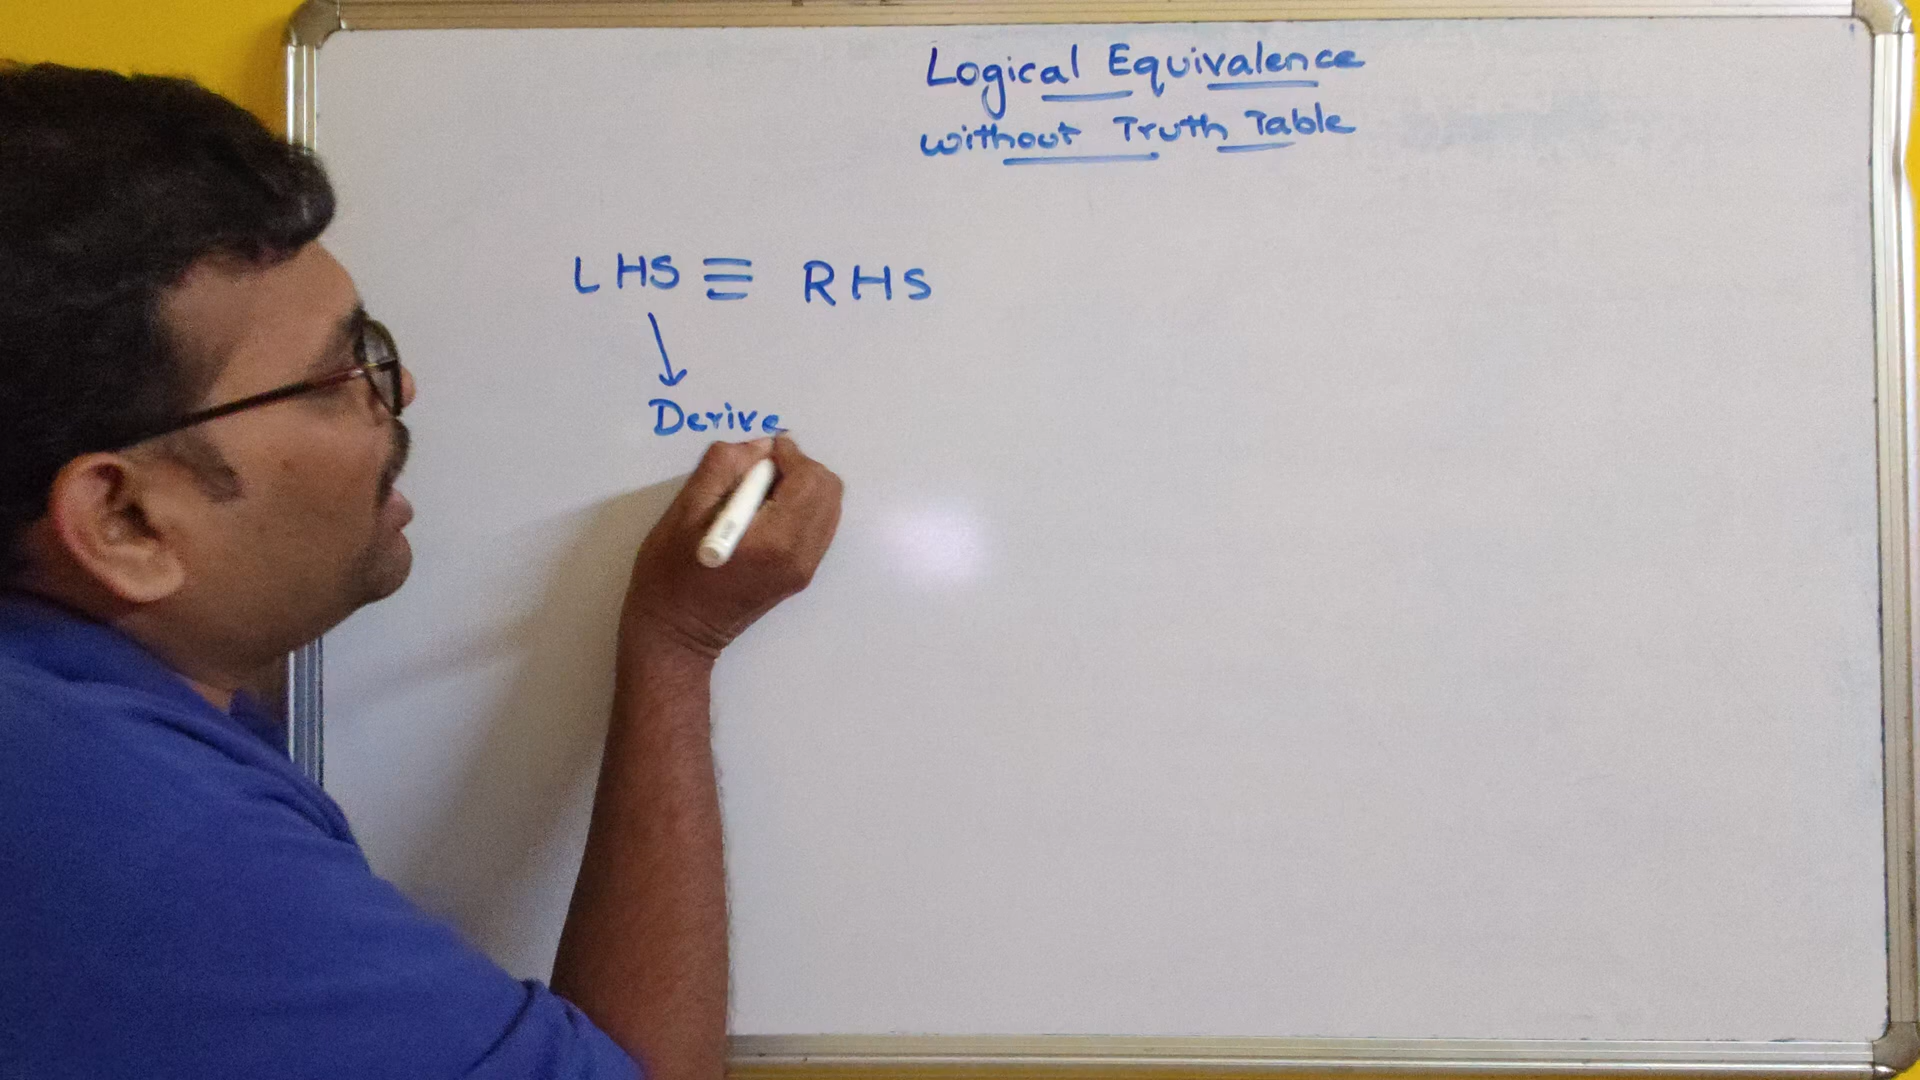 Logical Equivalence
without Truth Table
LHS ≡ RHS
Derive